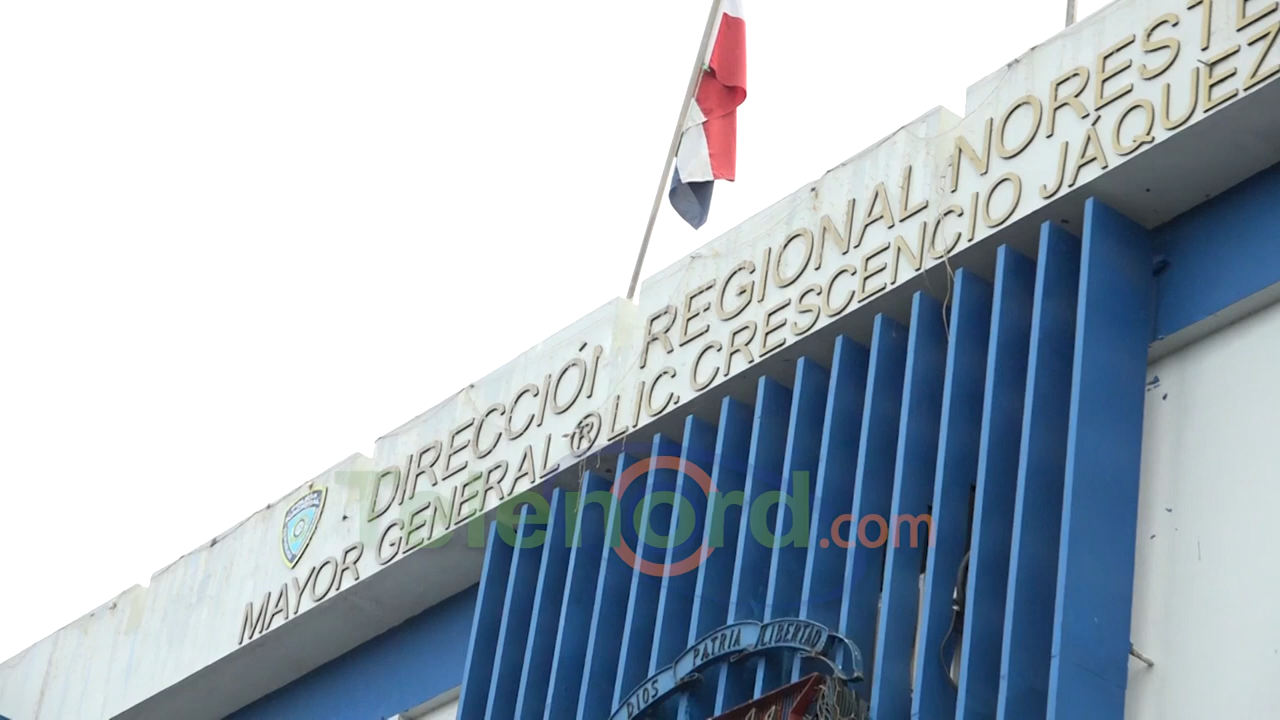 DIRECCIÓI REGIONAL NORESTE
MAYOR GENERAL ® LIC. CRESCENCIO JÁQUEZ
Telenord.com
DIOS PATRIA LIBERTAD